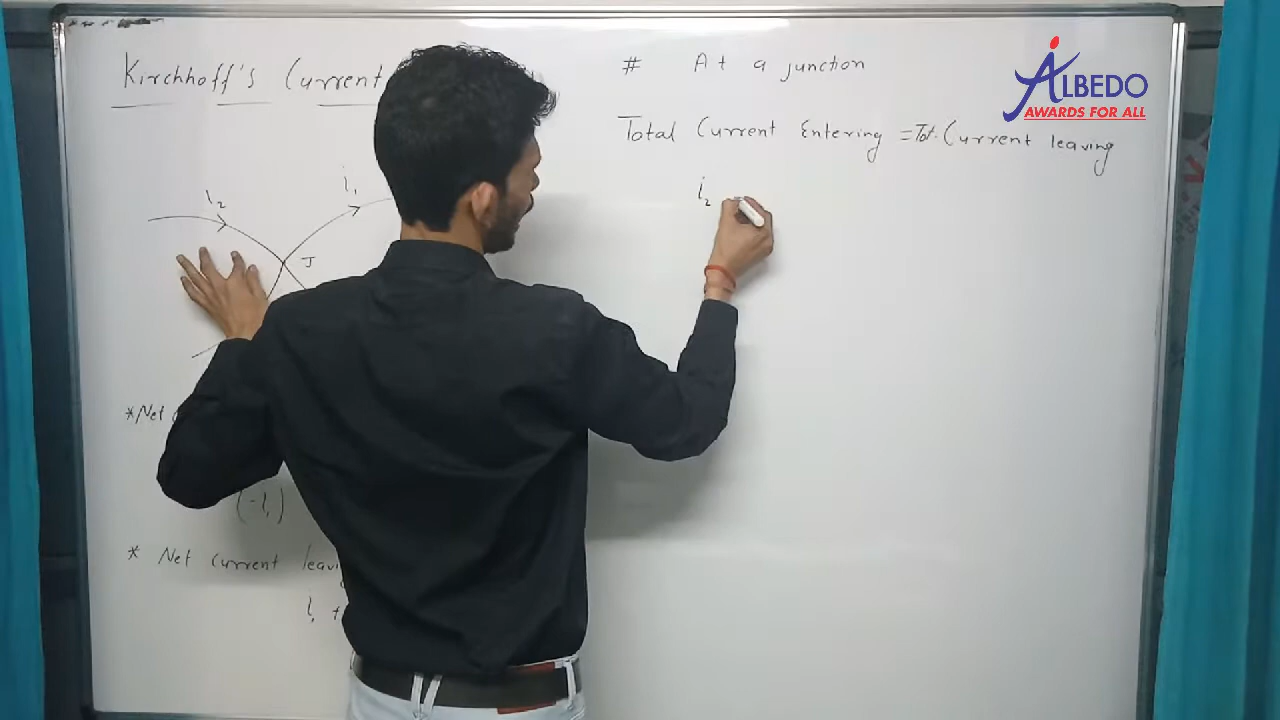 Kirchhoff's Current
i₂
i₁
J
*Net
(-i₁)
* Net current leavi
i₁ +
# At a junction
Total Current Entering = Tot. Current leaving
i₂
ALBEDO
AWARDS FOR ALL